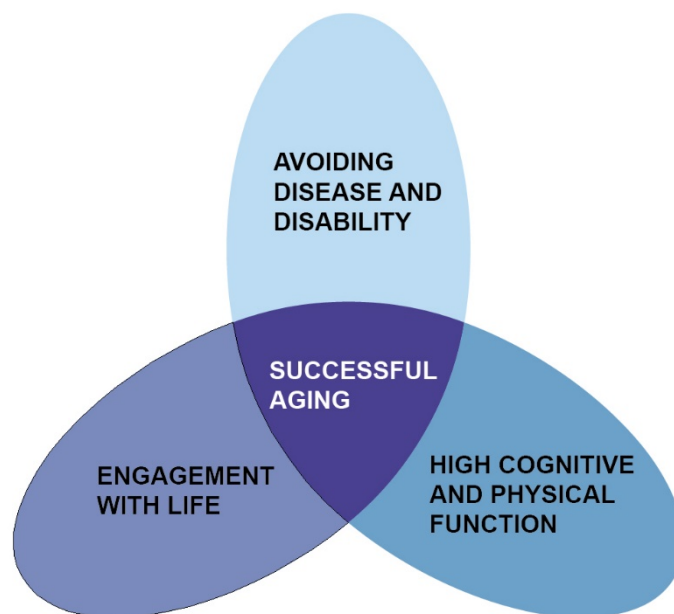 AVOIDING
DISEASE AND
DISABILITY
SUCCESSFUL
AGING
ENGAGEMENT
WITH LIFE
HIGH COGNITIVE
AND PHYSICAL
FUNCTION